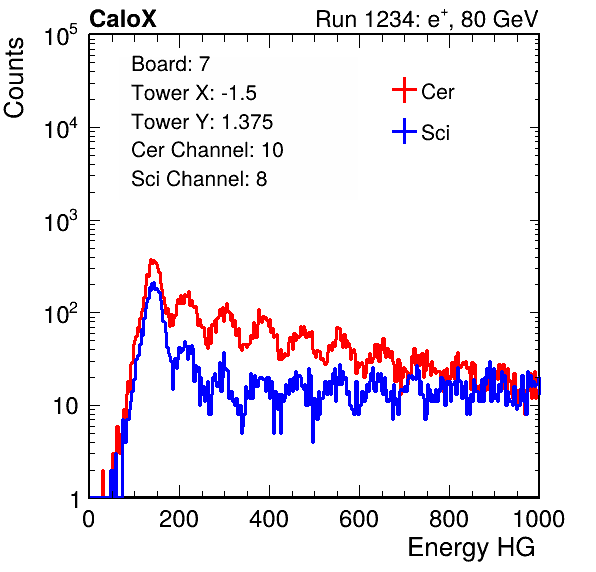 CaloX Run 1234: e⁺, 80 GeV
Counts
10⁵
10⁴
10³
10²
10
1
Board: 7
Tower X: -1.5
Tower Y: 1.375
Cer Channel: 10
Sci Channel: 8
Cer
Sci
0 200 400 600 800 1000
Energy HG